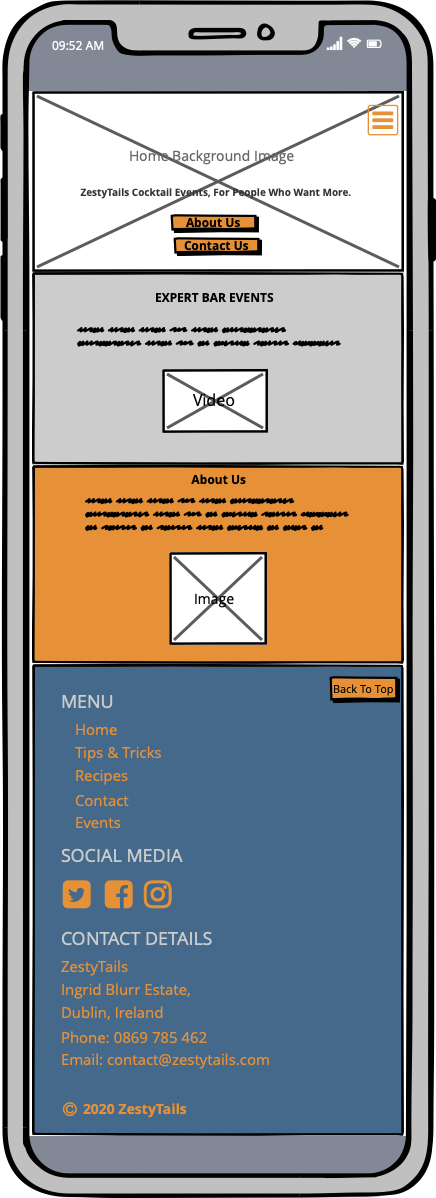 09:52 AM
Home Background Image
ZestyTails Cocktail Events, For People Who Want More.
About Us
Contact Us
EXPERT BAR EVENTS
Video
About Us
Image
Back To Top
MENU
Home
Tips & Tricks
Recipes
Contact
Events
SOCIAL MEDIA
CONTACT DETAILS
ZestyTails
Ingrid Blurr Estate,
Dublin, Ireland
Phone: 0869 785 462
Email: contact@zestytails.com
© 2020 ZestyTails